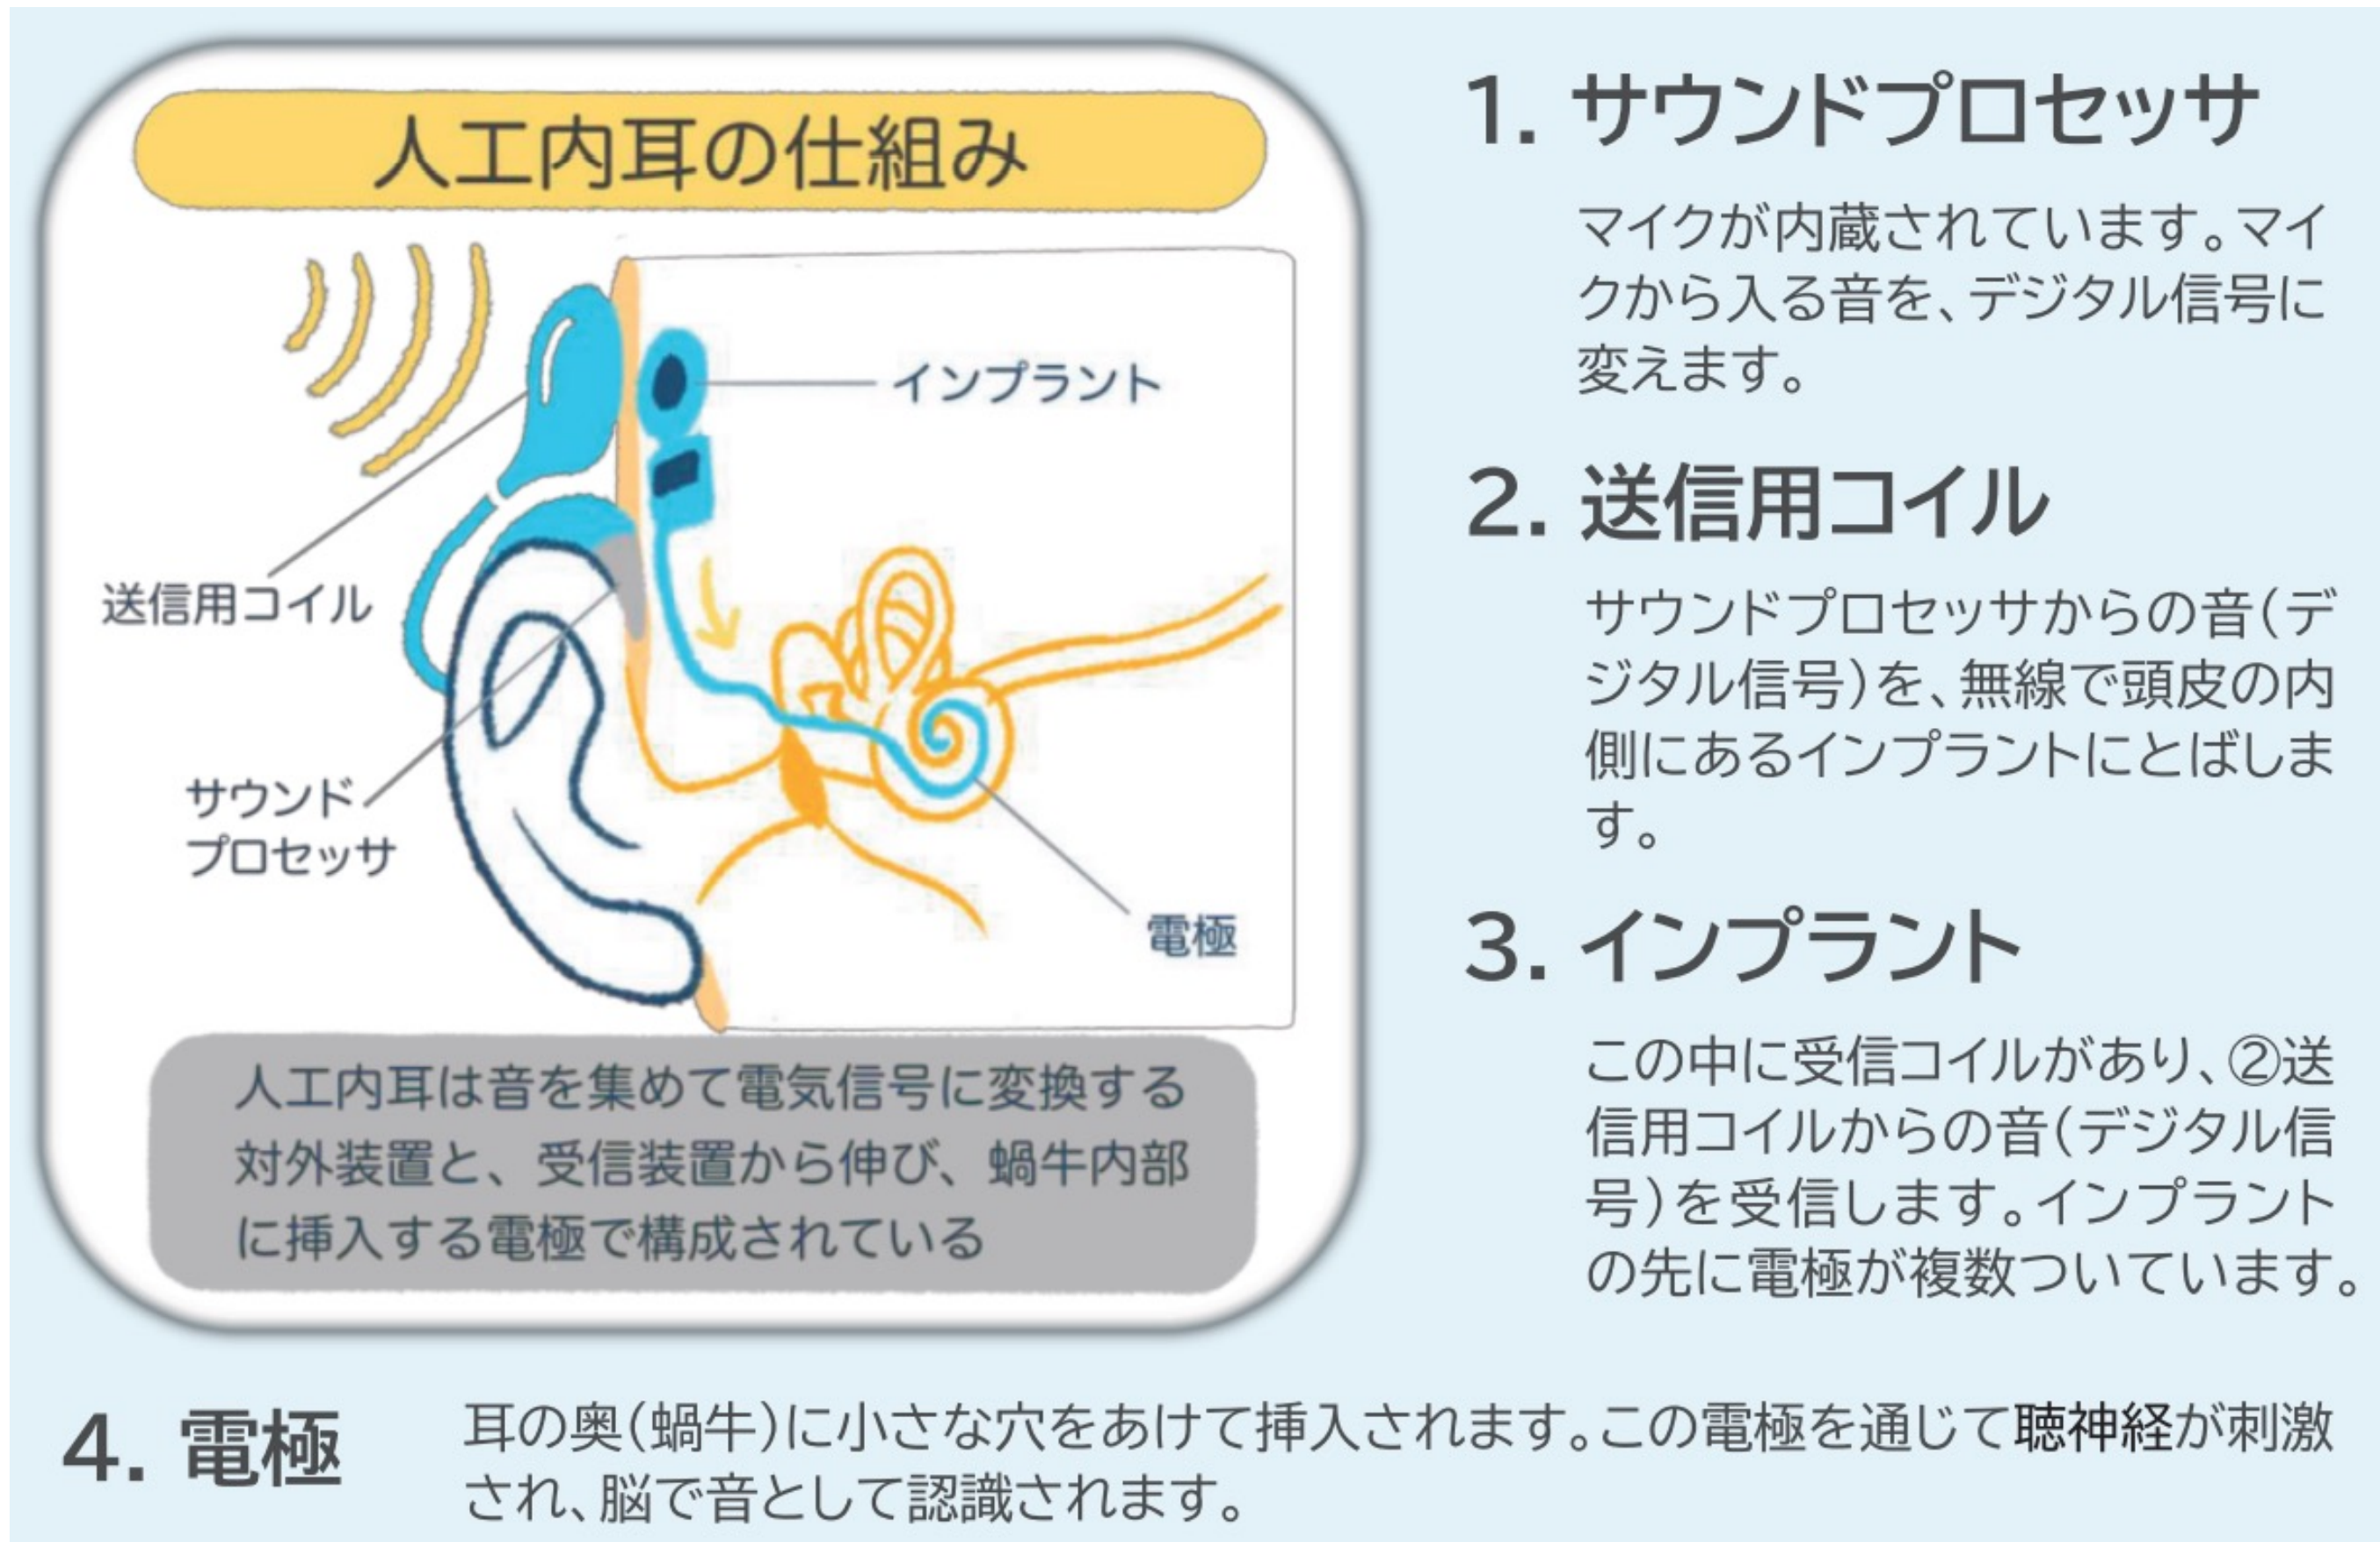 人工内耳の仕組み
インプラント
送信用コイル
サウンド
プロセッサ
電極
人工内耳は音を集めて電気信号に変換する
対外装置と、受信装置から伸び、蝸牛内部
に挿入する電極で構成されている
1. サウンドプロセッサ
マイクが内蔵されています。マイ
クから入る音を、デジタル信号に
変えます。
2. 送信用コイル
サウンドプロセッサからの音(デ
ジタル信号)を、無線で頭皮の内
側にあるインプラントにとばしま
す。
3. インプラント
この中に受信コイルがあり、②送
信用コイルからの音(デジタル信
号)を受信します。インプラント
の先に電極が複数ついています。
4. 電極
耳の奥(蝸牛)に小さな穴をあけて挿入されます。この電極を通じて聴神経が刺激
され、脳で音として認識されます。